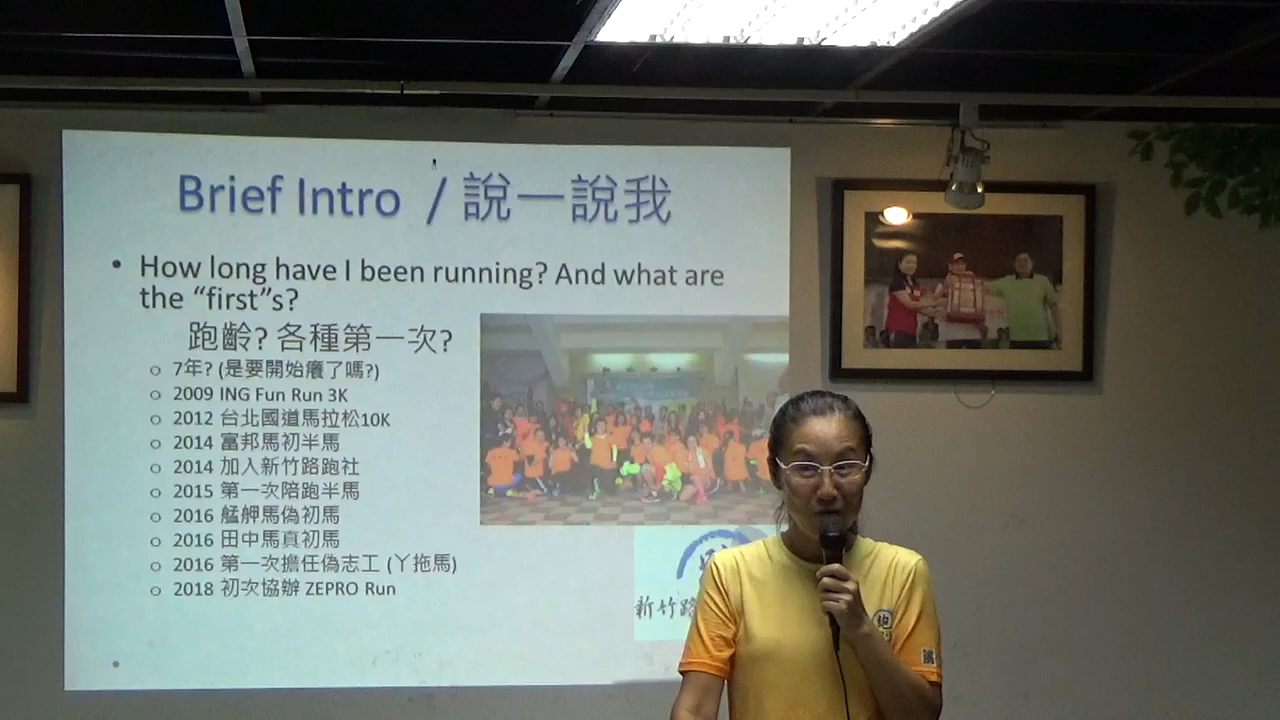 Brief Intro / 說一說我
• How long have I been running? And what are
the “first”s?
跑齡? 各種第一次?
o 7年? (是要開始癢了嗎?)
o 2009 ING Fun Run 3K
o 2012 台北國道馬拉松10K
o 2014 富邦馬初半馬
o 2014 加入新竹路跑社
o 2015 第一次陪跑半馬
o 2016 艋舺馬偽初馬
o 2016 田中馬真初馬
o 2016 第一次擔任偽志工 (丫拖馬)
o 2018 初次協辦 ZEPRO Run
新竹路
跑